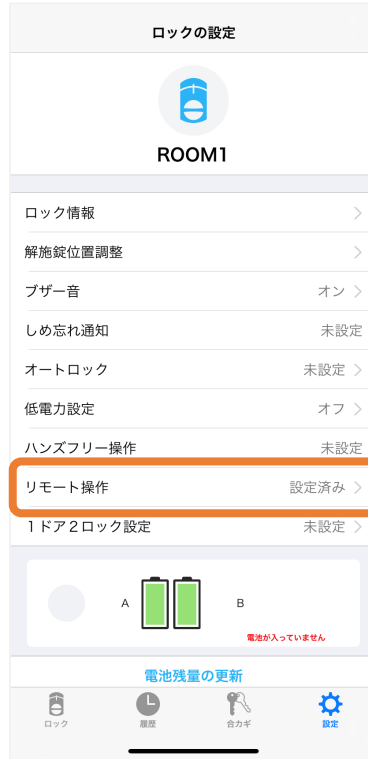 ロックの設定
ROOM1
ロック情報
解施錠位置調整
ブザー音 オン
しめ忘れ通知 未設定
オートロック 未設定
低電力設定 オフ
ハンズフリー操作 未設定
リモート操作 設定済み
1ドア2ロック設定 未設定
A B
電池が入っていません
電池残量の更新
ロック 履歴 合カギ 設定